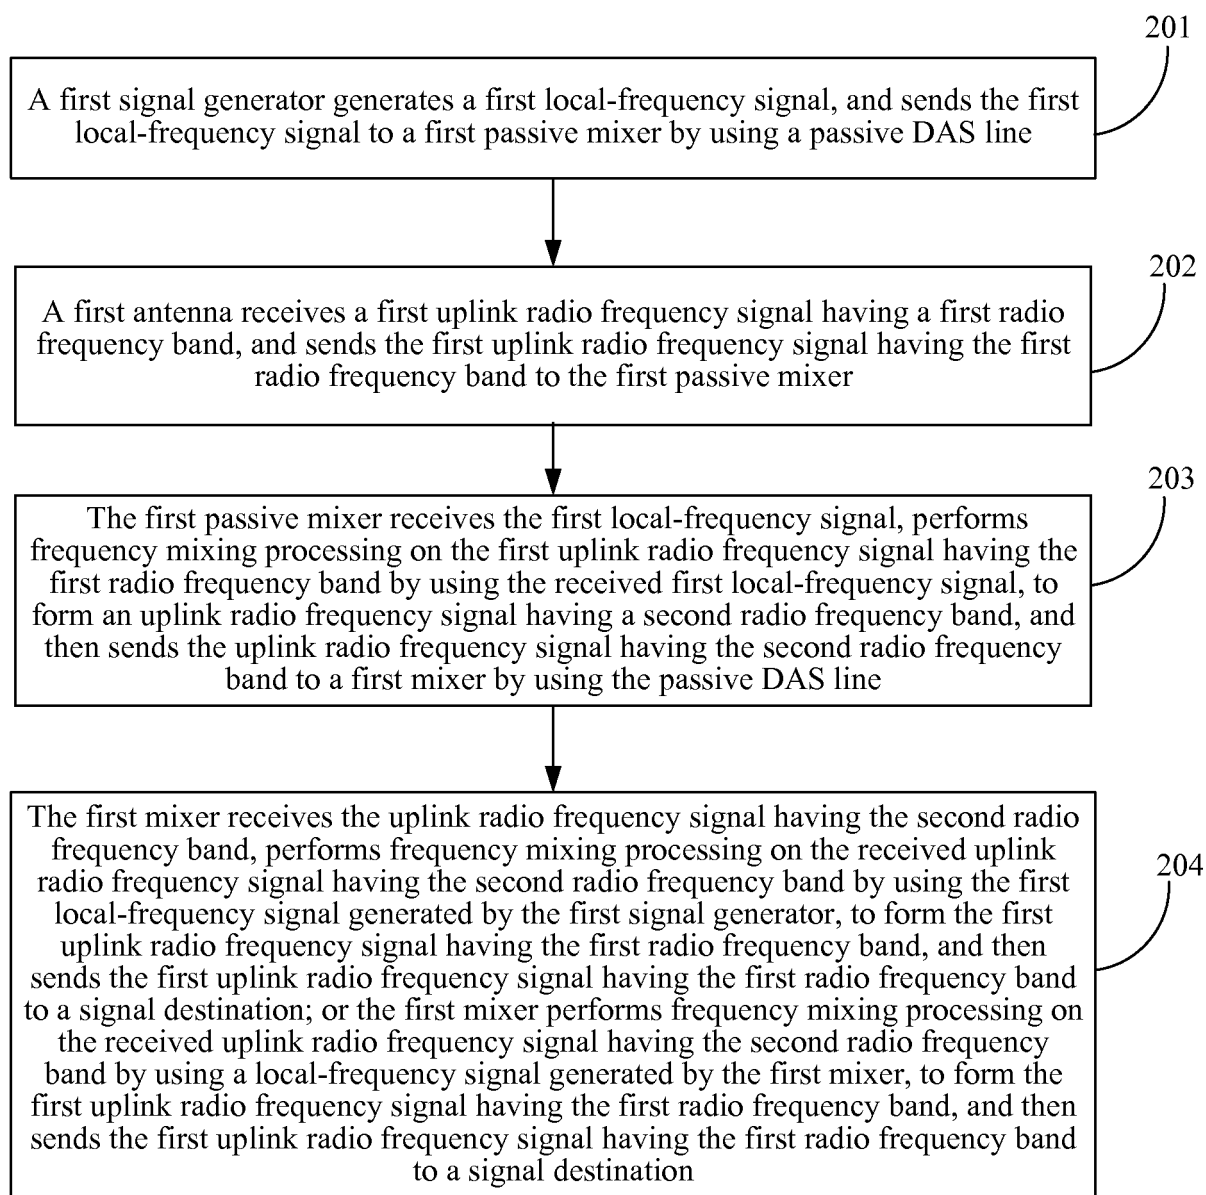 201
A first signal generator generates a first local-frequency signal, and sends the first
local-frequency signal to a first passive mixer by using a passive DAS line
202
A first antenna receives a first uplink radio frequency signal having a first radio
frequency band, and sends the first uplink radio frequency signal having the first
radio frequency band to the first passive mixer
203
The first passive mixer receives the first local-frequency signal, performs
frequency mixing processing on the first uplink radio frequency signal having the
first radio frequency band by using the received first local-frequency signal, to
form an uplink radio frequency signal having a second radio frequency band, and
then sends the uplink radio frequency signal having the second radio frequency
band to a first mixer by using the passive DAS line
204
The first mixer receives the uplink radio frequency signal having the second radio
frequency band, performs frequency mixing processing on the received uplink
radio frequency signal having the second radio frequency band by using the first
local-frequency signal generated by the first signal generator, to form the first
uplink radio frequency signal having the first radio frequency band, and then
sends the first uplink radio frequency signal having the first radio frequency band
to a signal destination; or the first mixer performs frequency mixing processing on
the received uplink radio frequency signal having the second radio frequency
band by using a local-frequency signal generated by the first mixer, to form the
first uplink radio frequency signal having the first radio frequency band, and then
sends the first uplink radio frequency signal having the first radio frequency band
to a signal destination